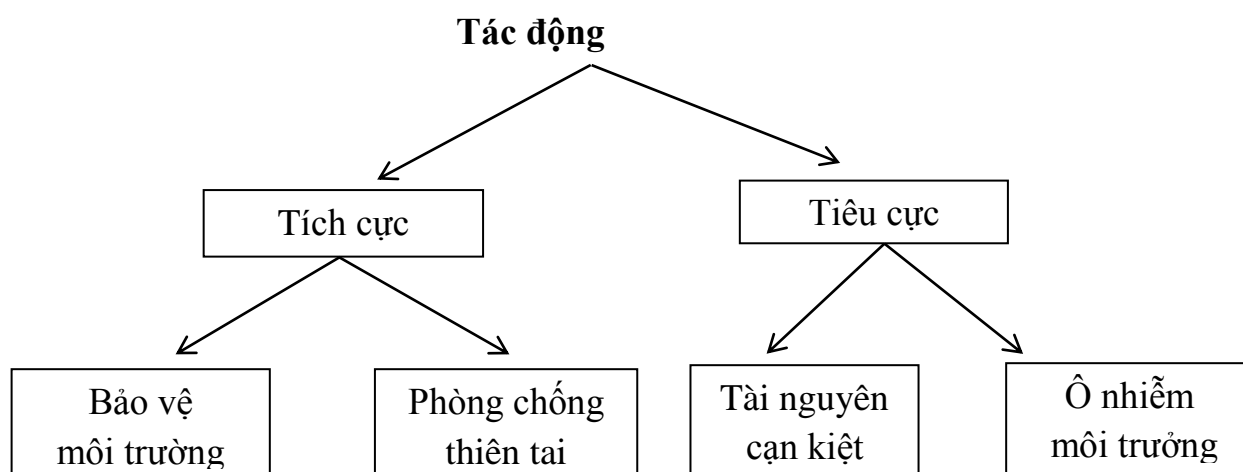 Tác động
Tích cực
Tiêu cực
Bảo vệ
môi trường
Phòng chống
thiên tai
Tài nguyên
cạn kiệt
Ô nhiễm
môi trưởng